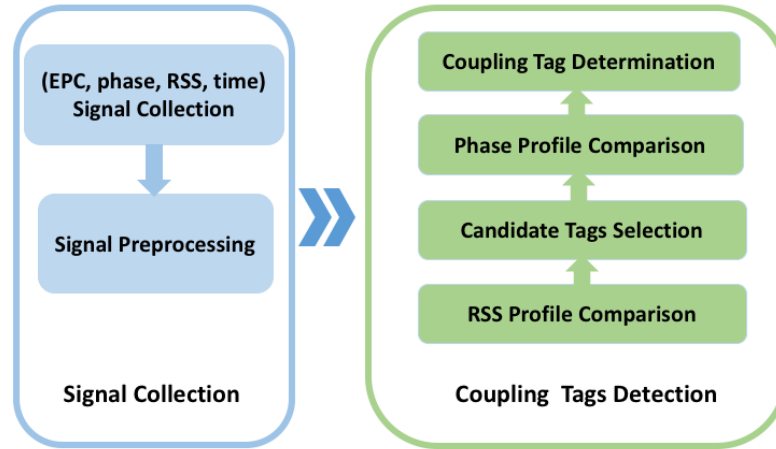 (EPC, phase, RSS, time)
Signal Collection
Signal Preprocessing
Signal Collection
Coupling Tag Determination
Phase Profile Comparison
Candidate Tags Selection
RSS Profile Comparison
Coupling Tags Detection